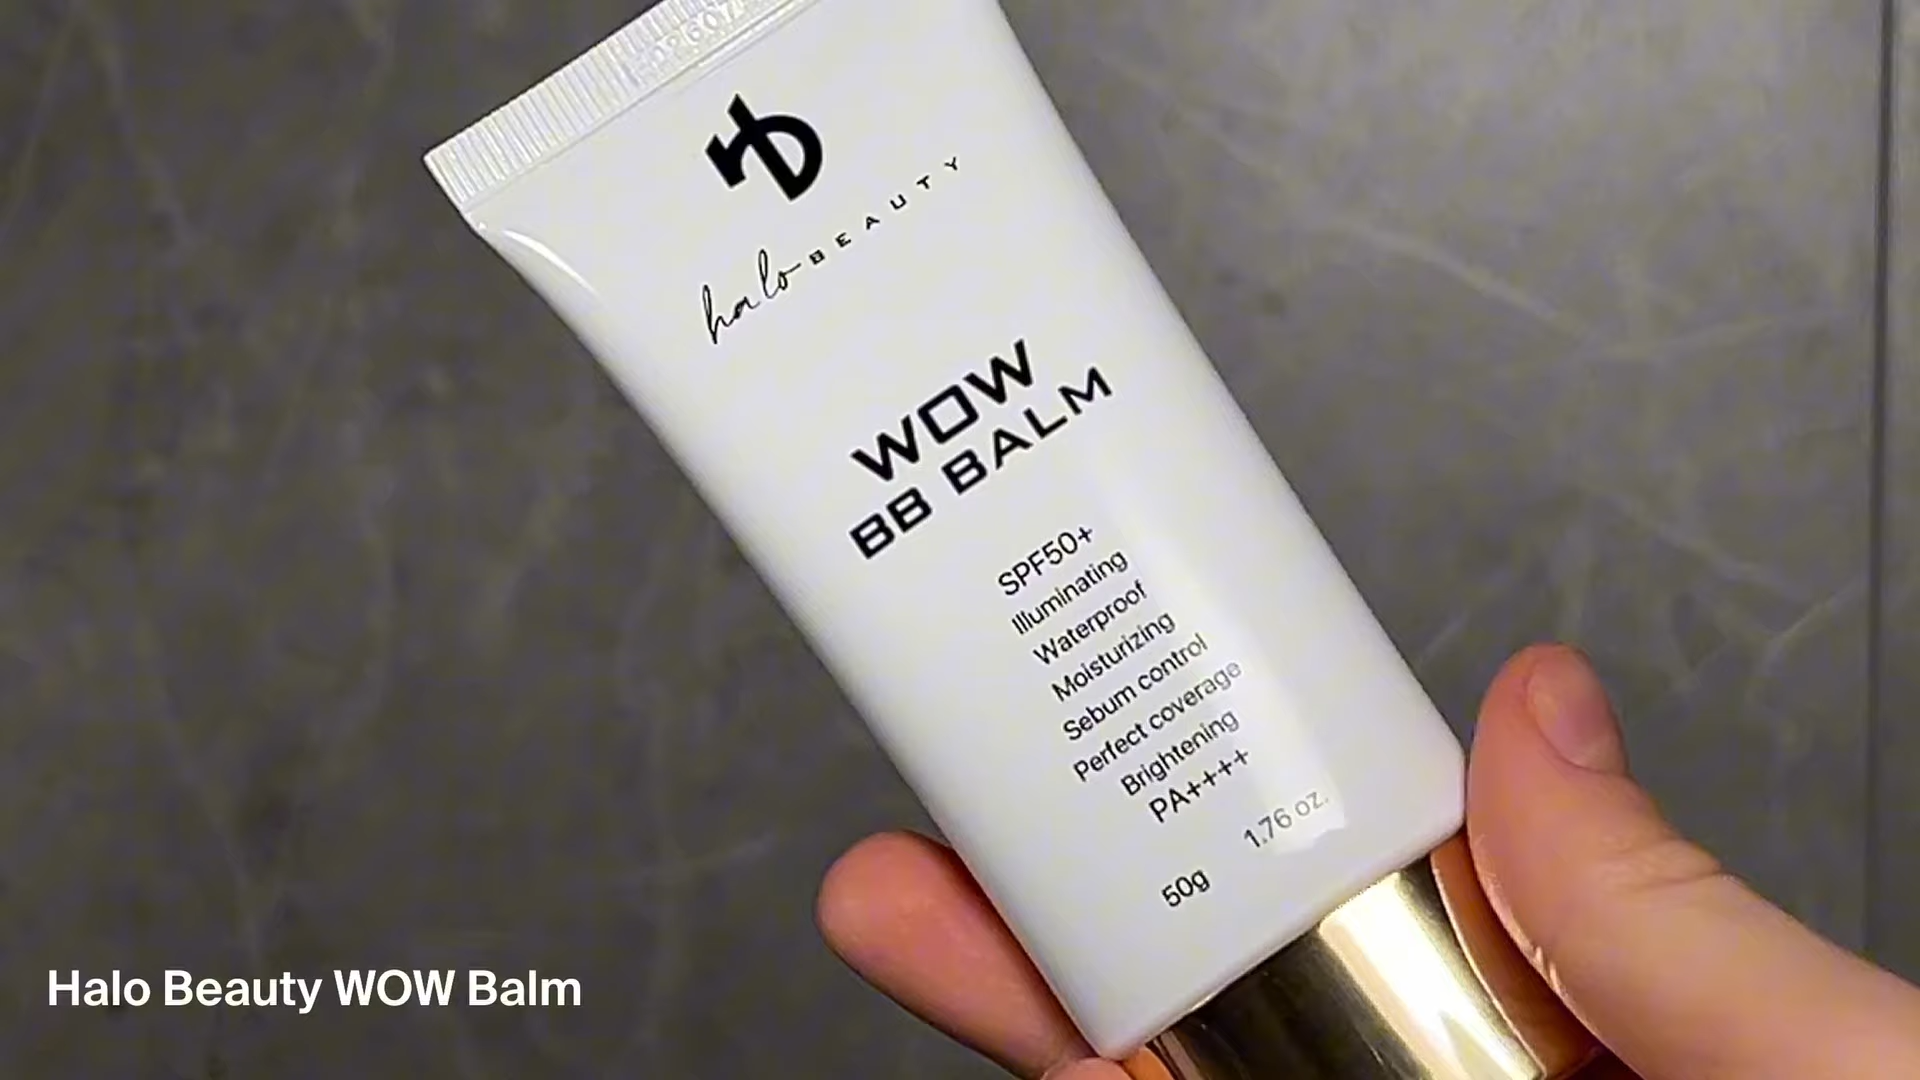 halo BEAUTY
WOW
BB BALM
SPF50+
Illuminating
Waterproof
Moisturizing
Sebum control
Perfect coverage
Brightening
PA++++
50g 1.76 oz.
Halo Beauty WOW Balm